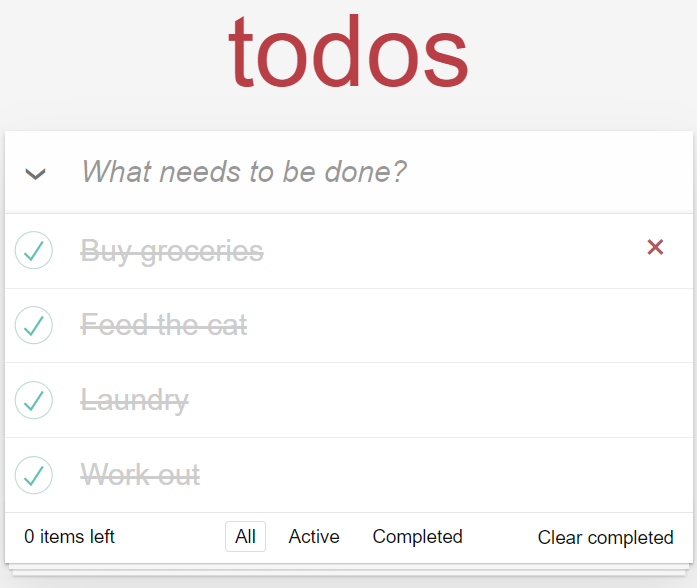 todos
What needs to be done?
Buy groceries
Feed the cat
Laundry
Work out
0 items left All Active Completed Clear completed